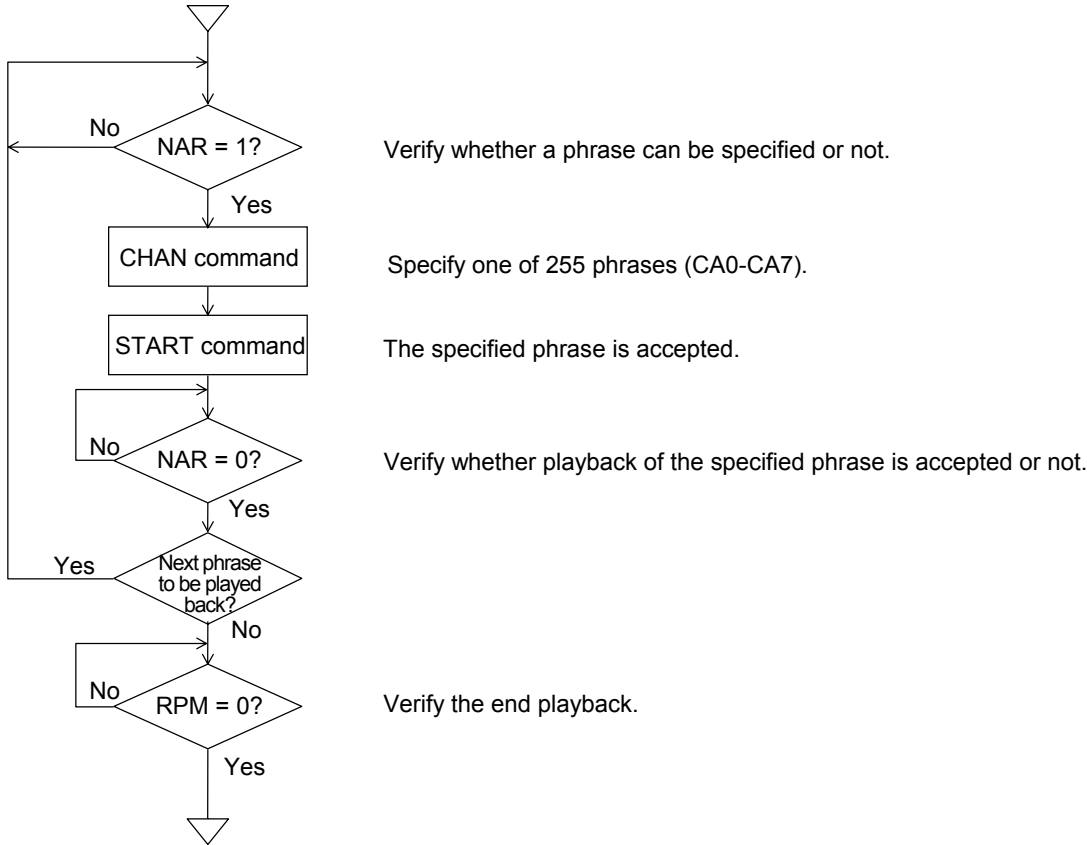 No
NAR = 1?
Verify whether a phrase can be specified or not.
Yes
CHAN command
Specify one of 255 phrases (CA0-CA7).
START command
The specified phrase is accepted.
No
NAR = 0?
Verify whether playback of the specified phrase is accepted or not.
Yes
Yes
Next phrase
to be played
back?
No
No
RPM = 0?
Verify the end playback.
Yes